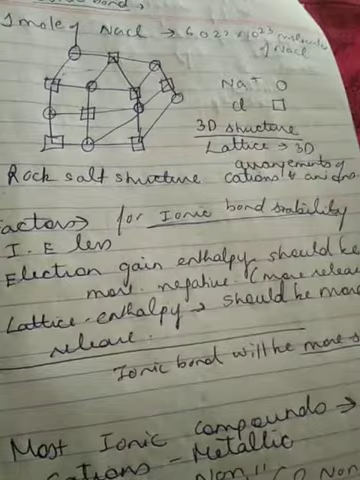 1 mole of NaCl → 6.022 × 10²³ molecules of NaCl
Na⁺ ○
Cl □
3D structure
Lattice → 3D
arrangements of
Rock salt structure cations & anions
factors → for Ionic bond stability
I.E less
Election gain enthalpy should be
more negative. (more release
Lattice-enthalpy → should be more
release.
Ionic bond will be more s
Most Ionic compounds →
cations - Metallic
Non